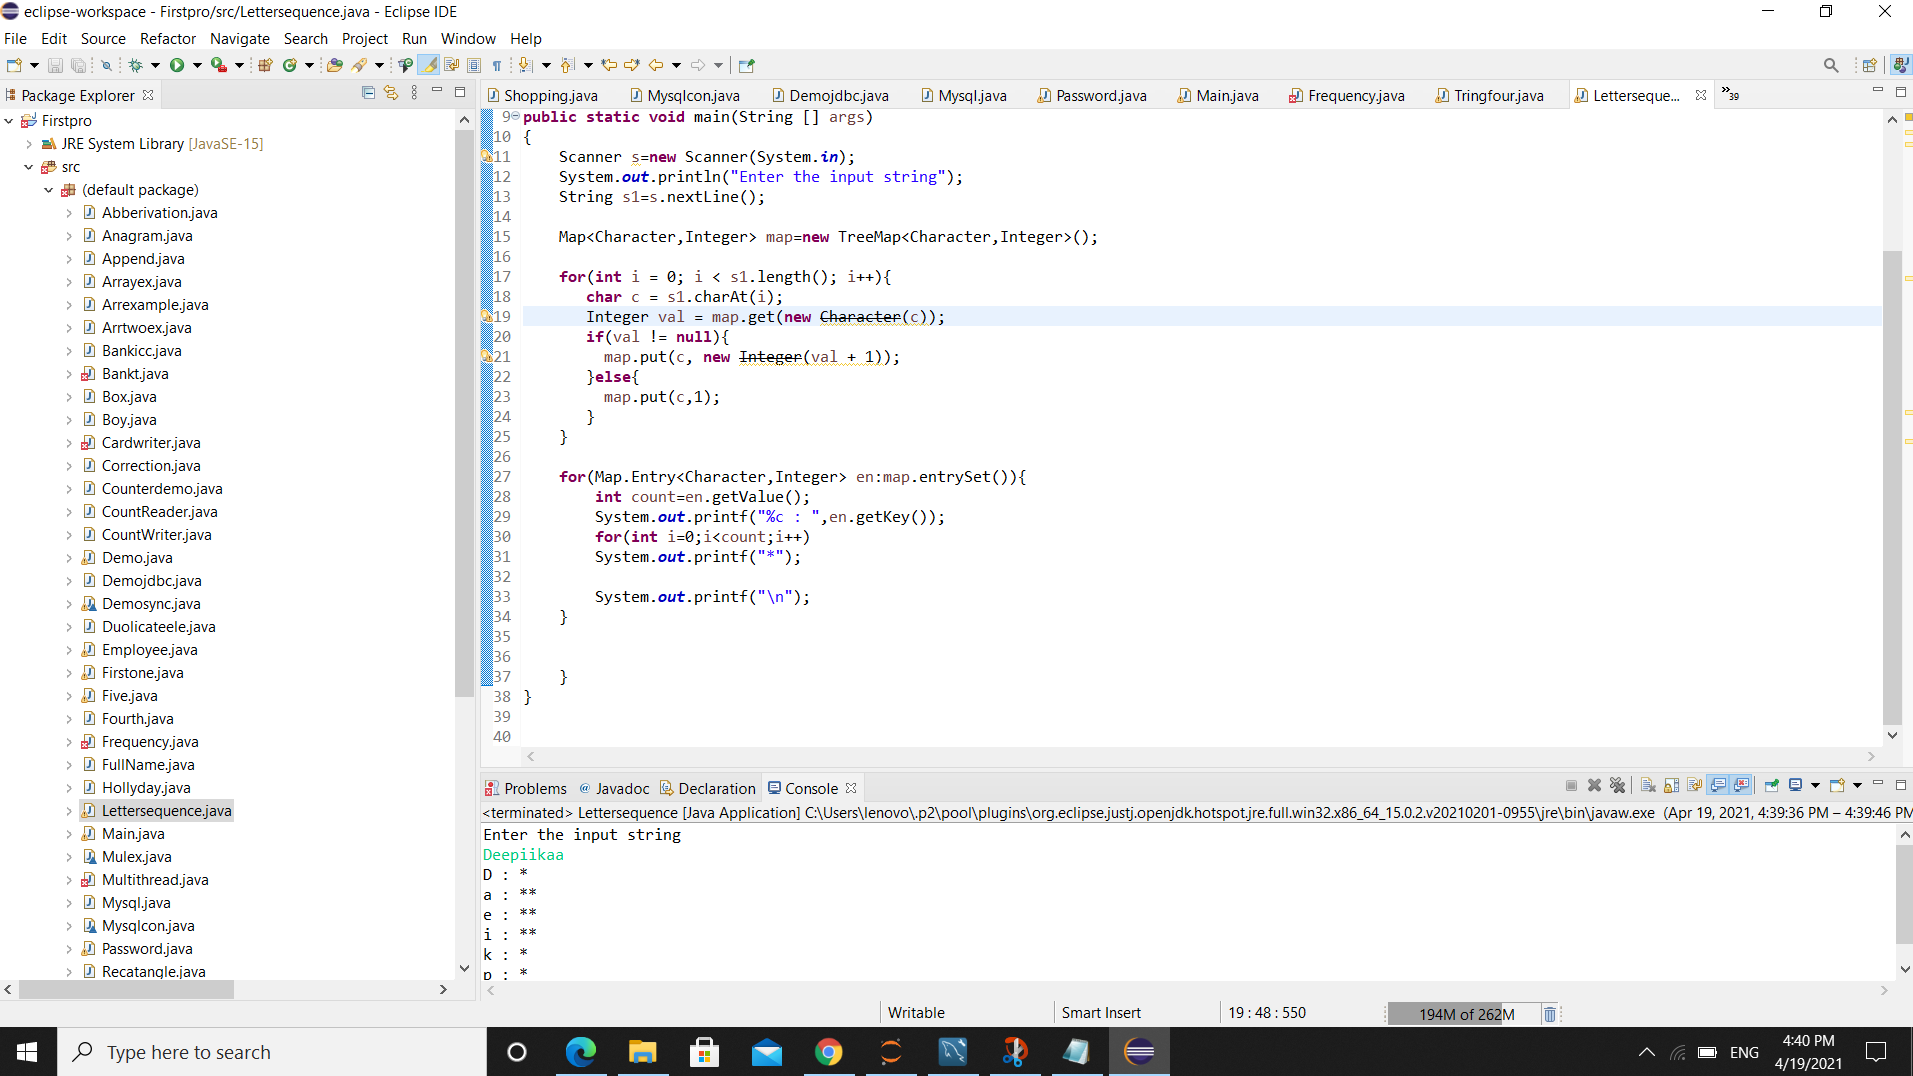 eclipse-workspace - Firstpro/src/Lettersequence.java - Eclipse IDE
File Edit Source Refactor Navigate Search Project Run Window Help
Package Explorer
Firstpro
JRE System Library [JavaSE-15]
src
(default package)
Abberivation.java
Anagram.java
Append.java
Arrayex.java
Arrexample.java
Arrtwoex.java
Bankicc.java
Bankt.java
Box.java
Boy.java
Cardwriter.java
Correction.java
Counterdemo.java
CountReader.java
CountWriter.java
Demo.java
Demojdbc.java
Demosync.java
Duolicateele.java
Employee.java
Firstone.java
Five.java
Fourth.java
Frequency.java
FullName.java
Hollyday.java
Lettersequence.java
Main.java
Mulex.java
Multithread.java
Mysql.java
Mysqlcon.java
Password.java
Recatangle.java
Shopping.java Mysqlcon.java Demojdbc.java Mysql.java Password.java Main.java Frequency.java Tringfour.java Letterseque... »39
9 public static void main(String [] args)
10 {
11 Scanner s=new Scanner(System.in);
12 System.out.println("Enter the input string");
13 String s1=s.nextLine();
14
15 Map<Character,Integer> map=new TreeMap<Character,Integer>();
16
17 for(int i = 0; i < s1.length(); i++){
18 char c = s1.charAt(i);
19 Integer val = map.get(new Character(c));
20 if(val != null){
21 map.put(c, new Integer(val + 1));
22 }else{
23 map.put(c,1);
24 }
25 }
26
27 for(Map.Entry<Character,Integer> en:map.entrySet()){
28 int count=en.getValue();
29 System.out.printf("%c : ",en.getKey());
30 for(int i=0;i<count;i++)
31 System.out.printf("*");
32
33 System.out.printf("\n");
34 }
35
36
37 }
38 }
39
40
Problems @ Javadoc Declaration Console
<terminated> Lettersequence [Java Application] C:\Users\lenovo\.p2\pool\plugins\org.eclipse.justj.openjdk.hotspot.jre.full.win32.x86_64_15.0.2.v20210201-0955\jre\bin\javaw.exe (Apr 19, 2021, 4:39:36 PM – 4:39:46 PM
Enter the input string
Deepiikaa
D : *
a : **
e : **
i : **
k : *
p : *
Writable Smart Insert 19 : 48 : 550 194M of 262M
Type here to search
ENG
4:40 PM
4/19/2021